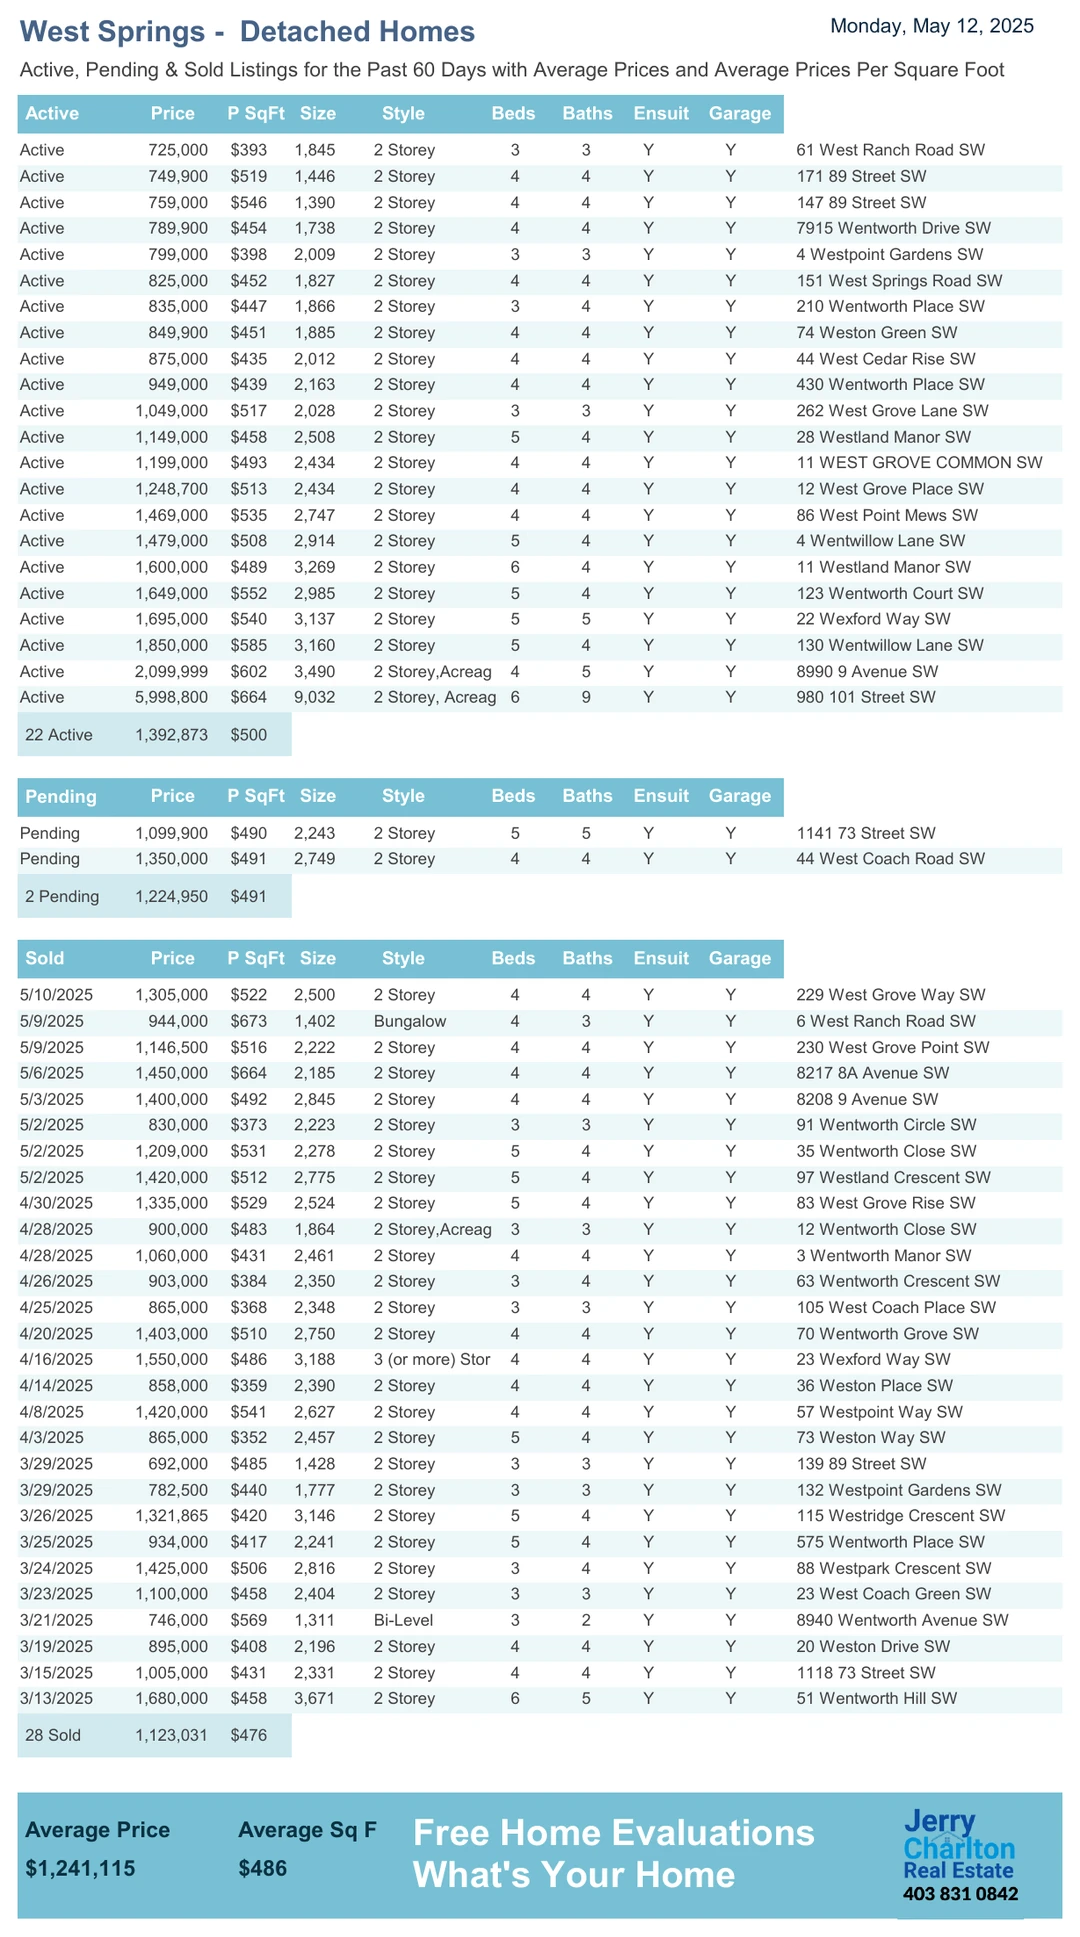 West Springs - Detached Homes
Monday, May 12, 2025
Active, Pending & Sold Listings for the Past 60 Days with Average Prices and Average Prices Per Square Foot
Active Price P SqFt Size Style Beds Baths Ensuit Garage
Active 725,000 $393 1,845 2 Storey 3 3 Y Y 61 West Ranch Road SW
Active 749,900 $519 1,446 2 Storey 4 4 Y Y 171 89 Street SW
Active 759,000 $546 1,390 2 Storey 4 4 Y Y 147 89 Street SW
Active 789,900 $454 1,738 2 Storey 4 4 Y Y 7915 Wentworth Drive SW
Active 799,000 $398 2,009 2 Storey 3 3 Y Y 4 Westpoint Gardens SW
Active 825,000 $452 1,827 2 Storey 4 4 Y Y 151 West Springs Road SW
Active 835,000 $447 1,866 2 Storey 3 4 Y Y 210 Wentworth Place SW
Active 849,900 $451 1,885 2 Storey 4 4 Y Y 74 Weston Green SW
Active 875,000 $435 2,012 2 Storey 4 4 Y Y 44 West Cedar Rise SW
Active 949,000 $439 2,163 2 Storey 4 4 Y Y 430 Wentworth Place SW
Active 1,049,000 $517 2,028 2 Storey 3 3 Y Y 262 West Grove Lane SW
Active 1,149,000 $458 2,508 2 Storey 5 4 Y Y 28 Westland Manor SW
Active 1,199,000 $493 2,434 2 Storey 4 4 Y Y 11 WEST GROVE COMMON SW
Active 1,248,700 $513 2,434 2 Storey 4 4 Y Y 12 West Grove Place SW
Active 1,469,000 $535 2,747 2 Storey 4 4 Y Y 86 West Point Mews SW
Active 1,479,000 $508 2,914 2 Storey 5 4 Y Y 4 Wentwillow Lane SW
Active 1,600,000 $489 3,269 2 Storey 6 4 Y Y 11 Westland Manor SW
Active 1,649,000 $552 2,985 2 Storey 5 4 Y Y 123 Wentworth Court SW
Active 1,695,000 $540 3,137 2 Storey 5 5 Y Y 22 Wexford Way SW
Active 1,850,000 $585 3,160 2 Storey 5 4 Y Y 130 Wentwillow Lane SW
Active 2,099,999 $602 3,490 2 Storey,Acreag 4 5 Y Y 8990 9 Avenue SW
Active 5,998,800 $664 9,032 2 Storey, Acreag 6 9 Y Y 980 101 Street SW
22 Active 1,392,873 $500
Pending Price P SqFt Size Style Beds Baths Ensuit Garage
Pending 1,099,900 $490 2,243 2 Storey 5 5 Y Y 1141 73 Street SW
Pending 1,350,000 $491 2,749 2 Storey 4 4 Y Y 44 West Coach Road SW
2 Pending 1,224,950 $491
Sold Price P SqFt Size Style Beds Baths Ensuit Garage
5/10/2025 1,305,000 $522 2,500 2 Storey 4 4 Y Y 229 West Grove Way SW
5/9/2025 944,000 $673 1,402 Bungalow 4 3 Y Y 6 West Ranch Road SW
5/9/2025 1,146,500 $516 2,222 2 Storey 4 4 Y Y 230 West Grove Point SW
5/6/2025 1,450,000 $664 2,185 2 Storey 4 4 Y Y 8217 8A Avenue SW
5/3/2025 1,400,000 $492 2,845 2 Storey 4 4 Y Y 8208 9 Avenue SW
5/2/2025 830,000 $373 2,223 2 Storey 3 3 Y Y 91 Wentworth Circle SW
5/2/2025 1,209,000 $531 2,278 2 Storey 5 4 Y Y 35 Wentworth Close SW
5/2/2025 1,420,000 $512 2,775 2 Storey 5 4 Y Y 97 Westland Crescent SW
4/30/2025 1,335,000 $529 2,524 2 Storey 5 4 Y Y 83 West Grove Rise SW
4/28/2025 900,000 $483 1,864 2 Storey,Acreag 3 3 Y Y 12 Wentworth Close SW
4/28/2025 1,060,000 $431 2,461 2 Storey 4 4 Y Y 3 Wentworth Manor SW
4/26/2025 903,000 $384 2,350 2 Storey 3 4 Y Y 63 Wentworth Crescent SW
4/25/2025 865,000 $368 2,348 2 Storey 3 3 Y Y 105 West Coach Place SW
4/20/2025 1,403,000 $510 2,750 2 Storey 4 4 Y Y 70 Wentworth Grove SW
4/16/2025 1,550,000 $486 3,188 3 (or more) Stor 4 4 Y Y 23 Wexford Way SW
4/14/2025 858,000 $359 2,390 2 Storey 4 4 Y Y 36 Weston Place SW
4/8/2025 1,420,000 $541 2,627 2 Storey 4 4 Y Y 57 Westpoint Way SW
4/3/2025 865,000 $352 2,457 2 Storey 5 4 Y Y 73 Weston Way SW
3/29/2025 692,000 $485 1,428 2 Storey 3 3 Y Y 139 89 Street SW
3/29/2025 782,500 $440 1,777 2 Storey 3 3 Y Y 132 Westpoint Gardens SW
3/26/2025 1,321,865 $420 3,146 2 Storey 5 4 Y Y 115 Westridge Crescent SW
3/25/2025 934,000 $417 2,241 2 Storey 5 4 Y Y 575 Wentworth Place SW
3/24/2025 1,425,000 $506 2,816 2 Storey 3 4 Y Y 88 Westpark Crescent SW
3/23/2025 1,100,000 $458 2,404 2 Storey 3 3 Y Y 23 West Coach Green SW
3/21/2025 746,000 $569 1,311 Bi-Level 3 2 Y Y 8940 Wentworth Avenue SW
3/19/2025 895,000 $408 2,196 2 Storey 4 4 Y Y 20 Weston Drive SW
3/15/2025 1,005,000 $431 2,331 2 Storey 4 4 Y Y 1118 73 Street SW
3/13/2025 1,680,000 $458 3,671 2 Storey 6 5 Y Y 51 Wentworth Hill SW
28 Sold 1,123,031 $476
Average Price Average Sq F
$1,241,115 $486
Free Home Evaluations
What's Your Home
Jerry
Charlton
Real Estate
403 831 0842